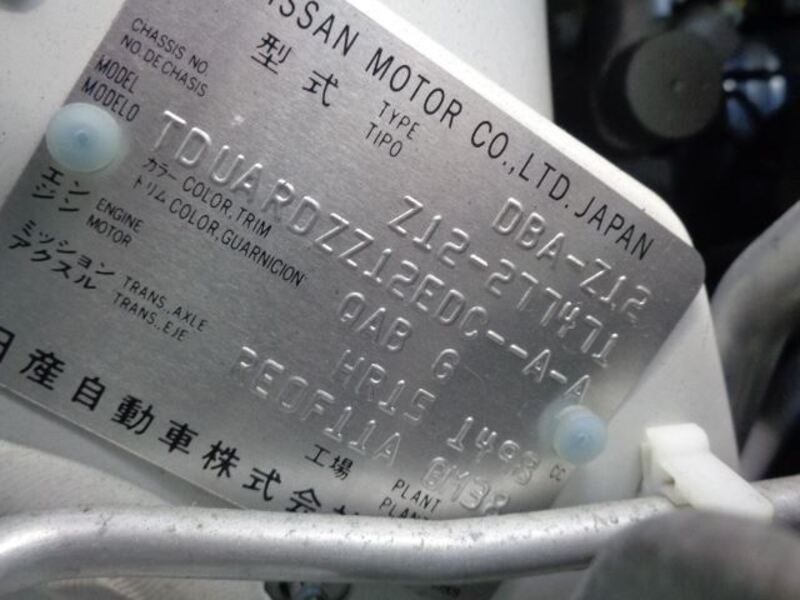 NISSAN MOTOR CO.,LTD. JAPAN
型式 TYPE TIPO DBA-Z12
CHASSIS NO. NO.DE CHASIS Z12-277471
MODEL MODELO TDUARDZZ12EDC--A-A
カラー トリム COLOR,TRIM COLOR,GUARNICION QAB G
エンジン ENGINE MOTOR HR15 1498 CC
ミッション アクスル TRANS.,AXLE TRANS.,EJE RE0F11A
工場 PLANT
日産自動車株式会